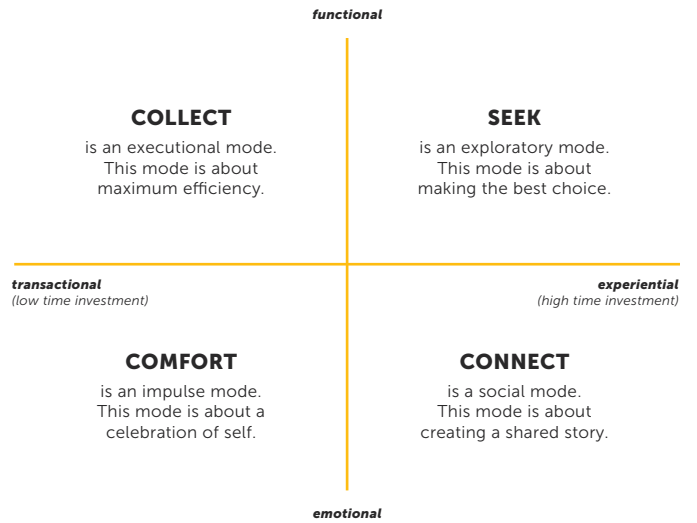 functional
COLLECT
is an executional mode.
This mode is about
maximum efficiency.
SEEK
is an exploratory mode.
This mode is about
making the best choice.
transactional
(low time investment)
experiential
(high time investment)
COMFORT
is an impulse mode.
This mode is about a
celebration of self.
CONNECT
is a social mode.
This mode is about
creating a shared story.
emotional